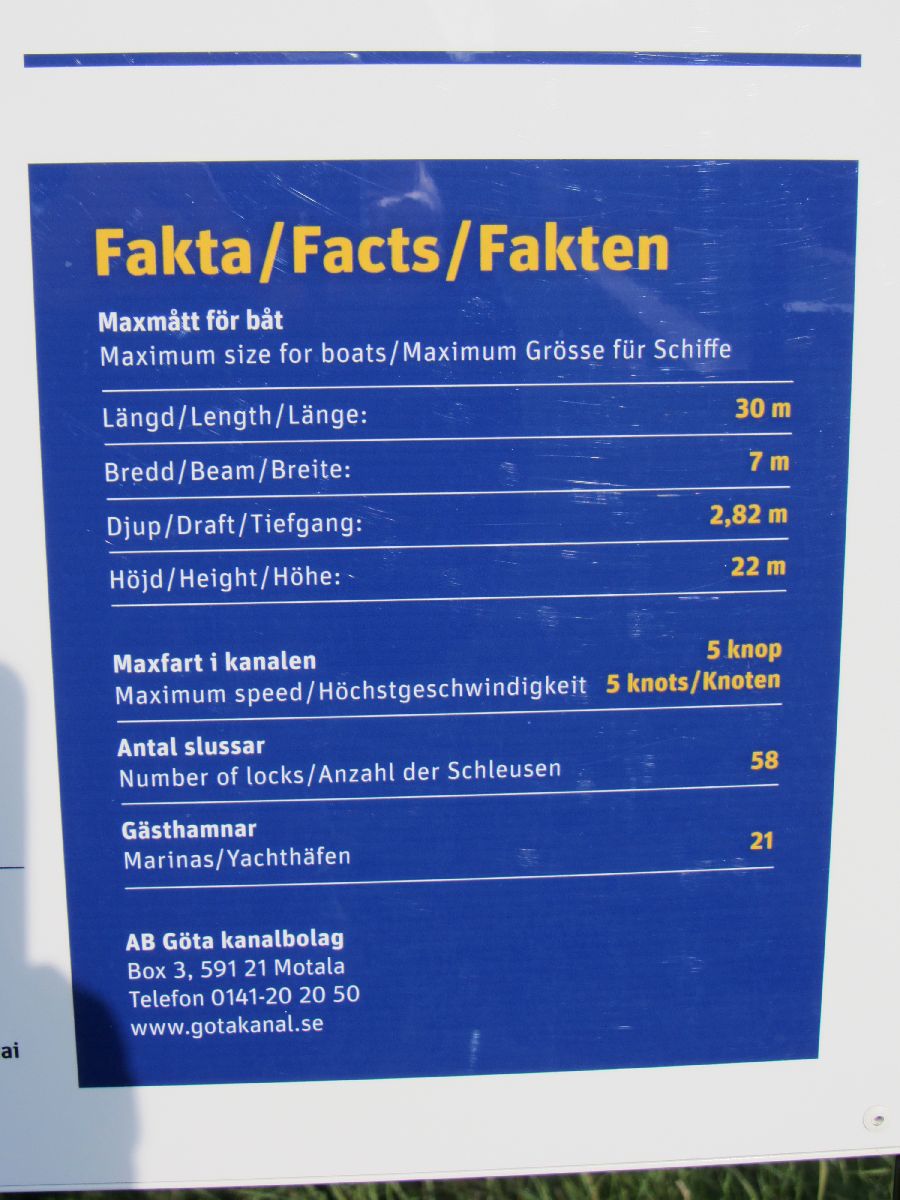 Fakta/Facts/Fakten
Maxmått för båt
Maximum size for boats/Maximum Grösse für Schiffe
Längd/Length/Länge: 30 m
Bredd/Beam/Breite: 7 m
Djup/Draft/Tiefgang: 2,82 m
Höjd/Height/Höhe: 22 m
Maxfart i kanalen 5 knop
Maximum speed/Höchstgeschwindigkeit 5 knots/Knoten
Antal slussar
Number of locks/Anzahl der Schleusen 58
Gästhamnar
Marinas/Yachthäfen 21
AB Göta kanalbolag
Box 3, 591 21 Motala
Telefon 0141-20 20 50
www.gotakanal.se